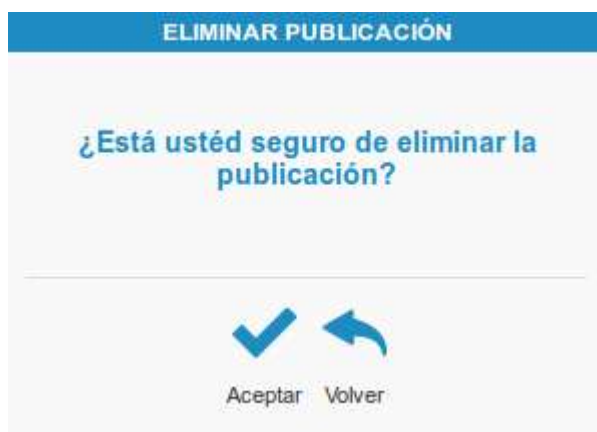 ELIMINAR PUBLICACIÓN
¿Está ustéd seguro de eliminar la
publicación?
Aceptar Volver